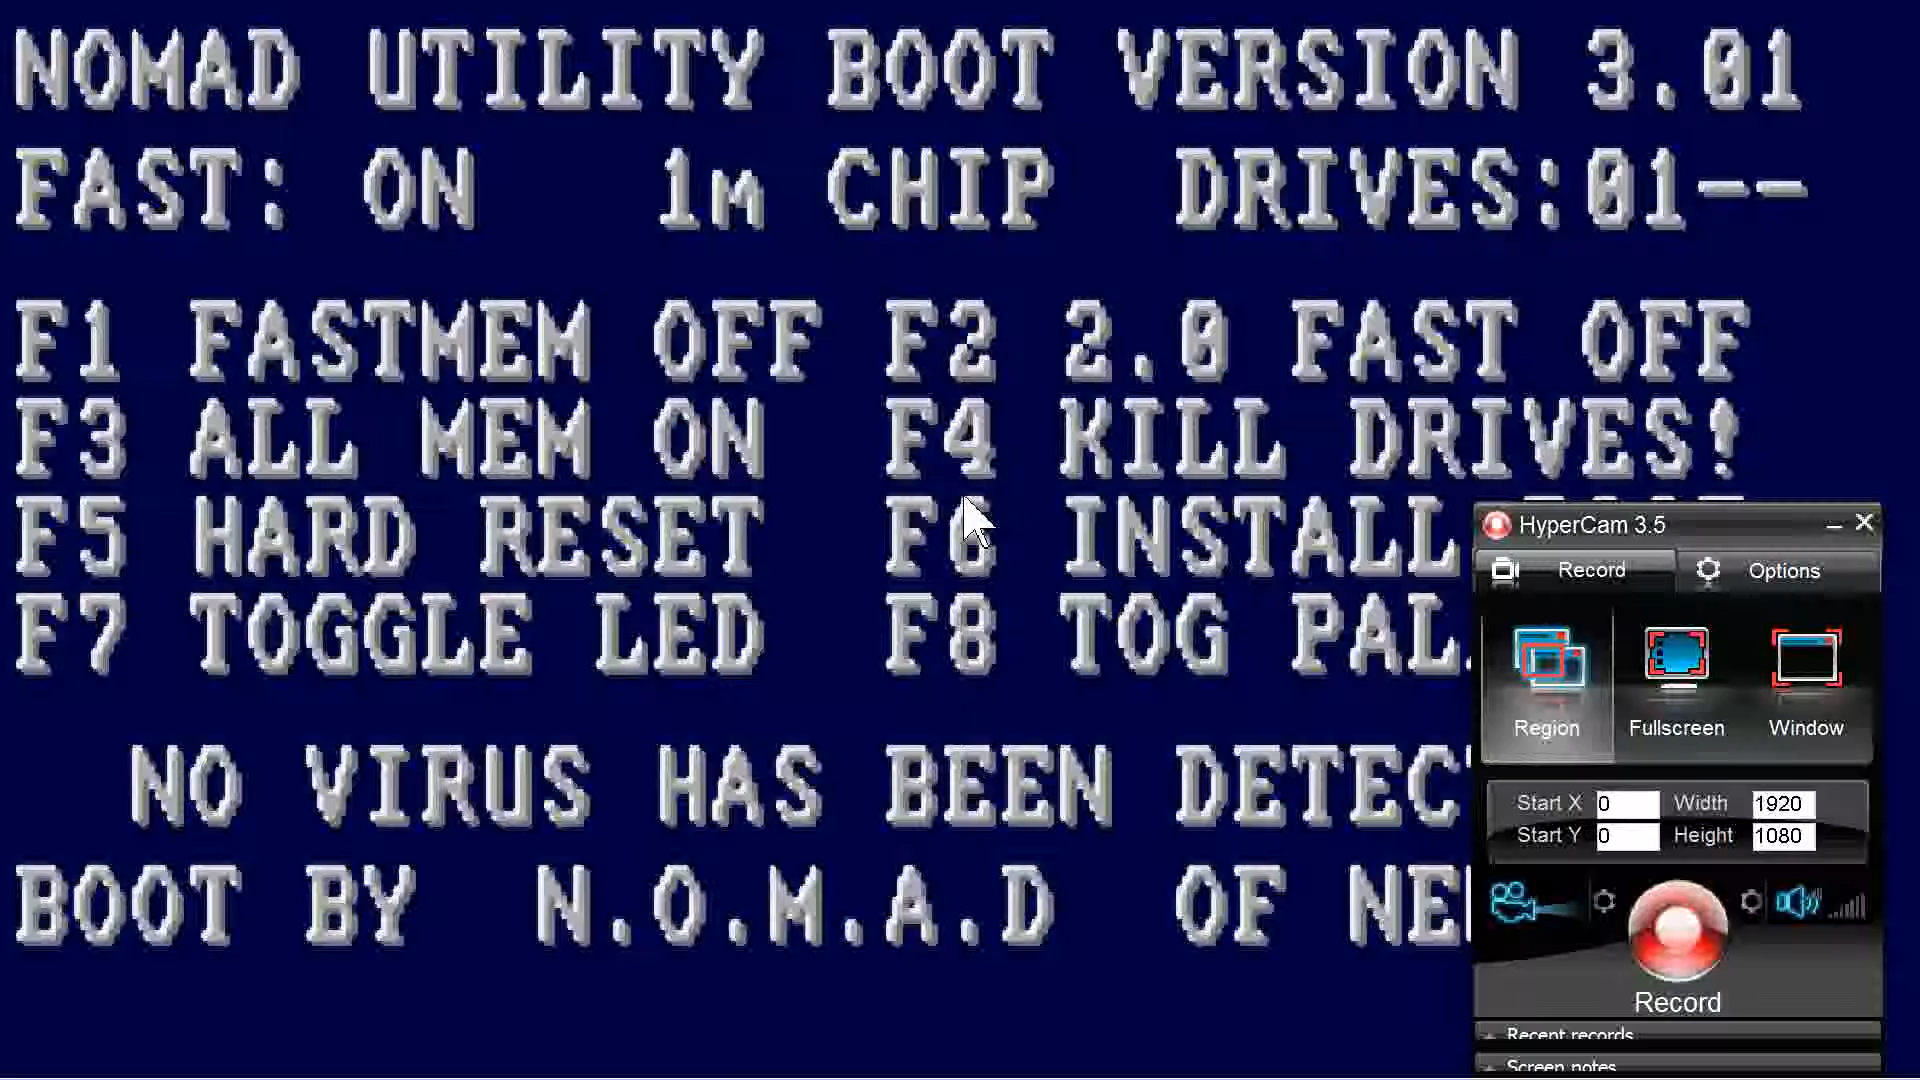 NOMAD UTILITY BOOT VERSION 3.01
FAST: ON 1m CHIP DRIVES:01--
F1 FASTMEM OFF F2 2.0 FAST OFF
F3 ALL MEM ON F4 KILL DRIVES!
F5 HARD RESET F6 INSTALL
F7 TOGGLE LED F8 TOG PAL
NO VIRUS HAS BEEN DETEC
BOOT BY N.O.M.A.D OF NE
HyperCam 3.5
Record Options
Region Fullscreen Window
Start X 0 Width 1920
Start Y 0 Height 1080
Record
Recent records
Screen notes